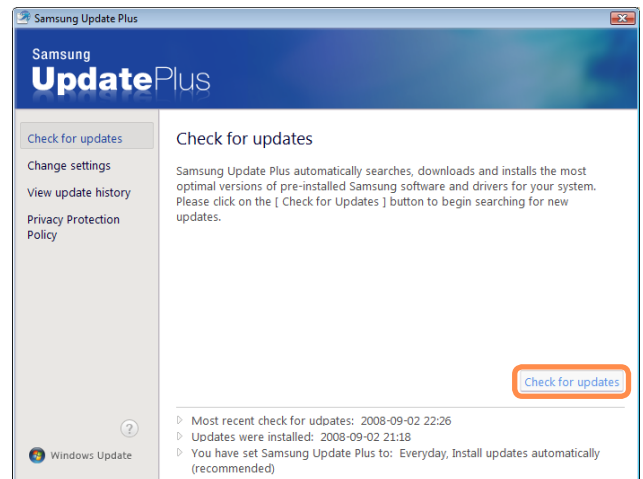 Samsung Update Plus
Samsung
UpdatePlus
Check for updates
Change settings
View update history
Privacy Protection
Policy
Check for updates
Samsung Update Plus automatically searches, downloads and installs the most
optimal versions of pre-installed Samsung software and drivers for your system.
Please click on the [ Check for Updates ] button to begin searching for new
updates.
Check for updates
Most recent check for udpates: 2008-09-02 22:26
Updates were installed: 2008-09-02 21:18
You have set Samsung Update Plus to: Everyday, Install updates automatically
(recommended)
?
Windows Update